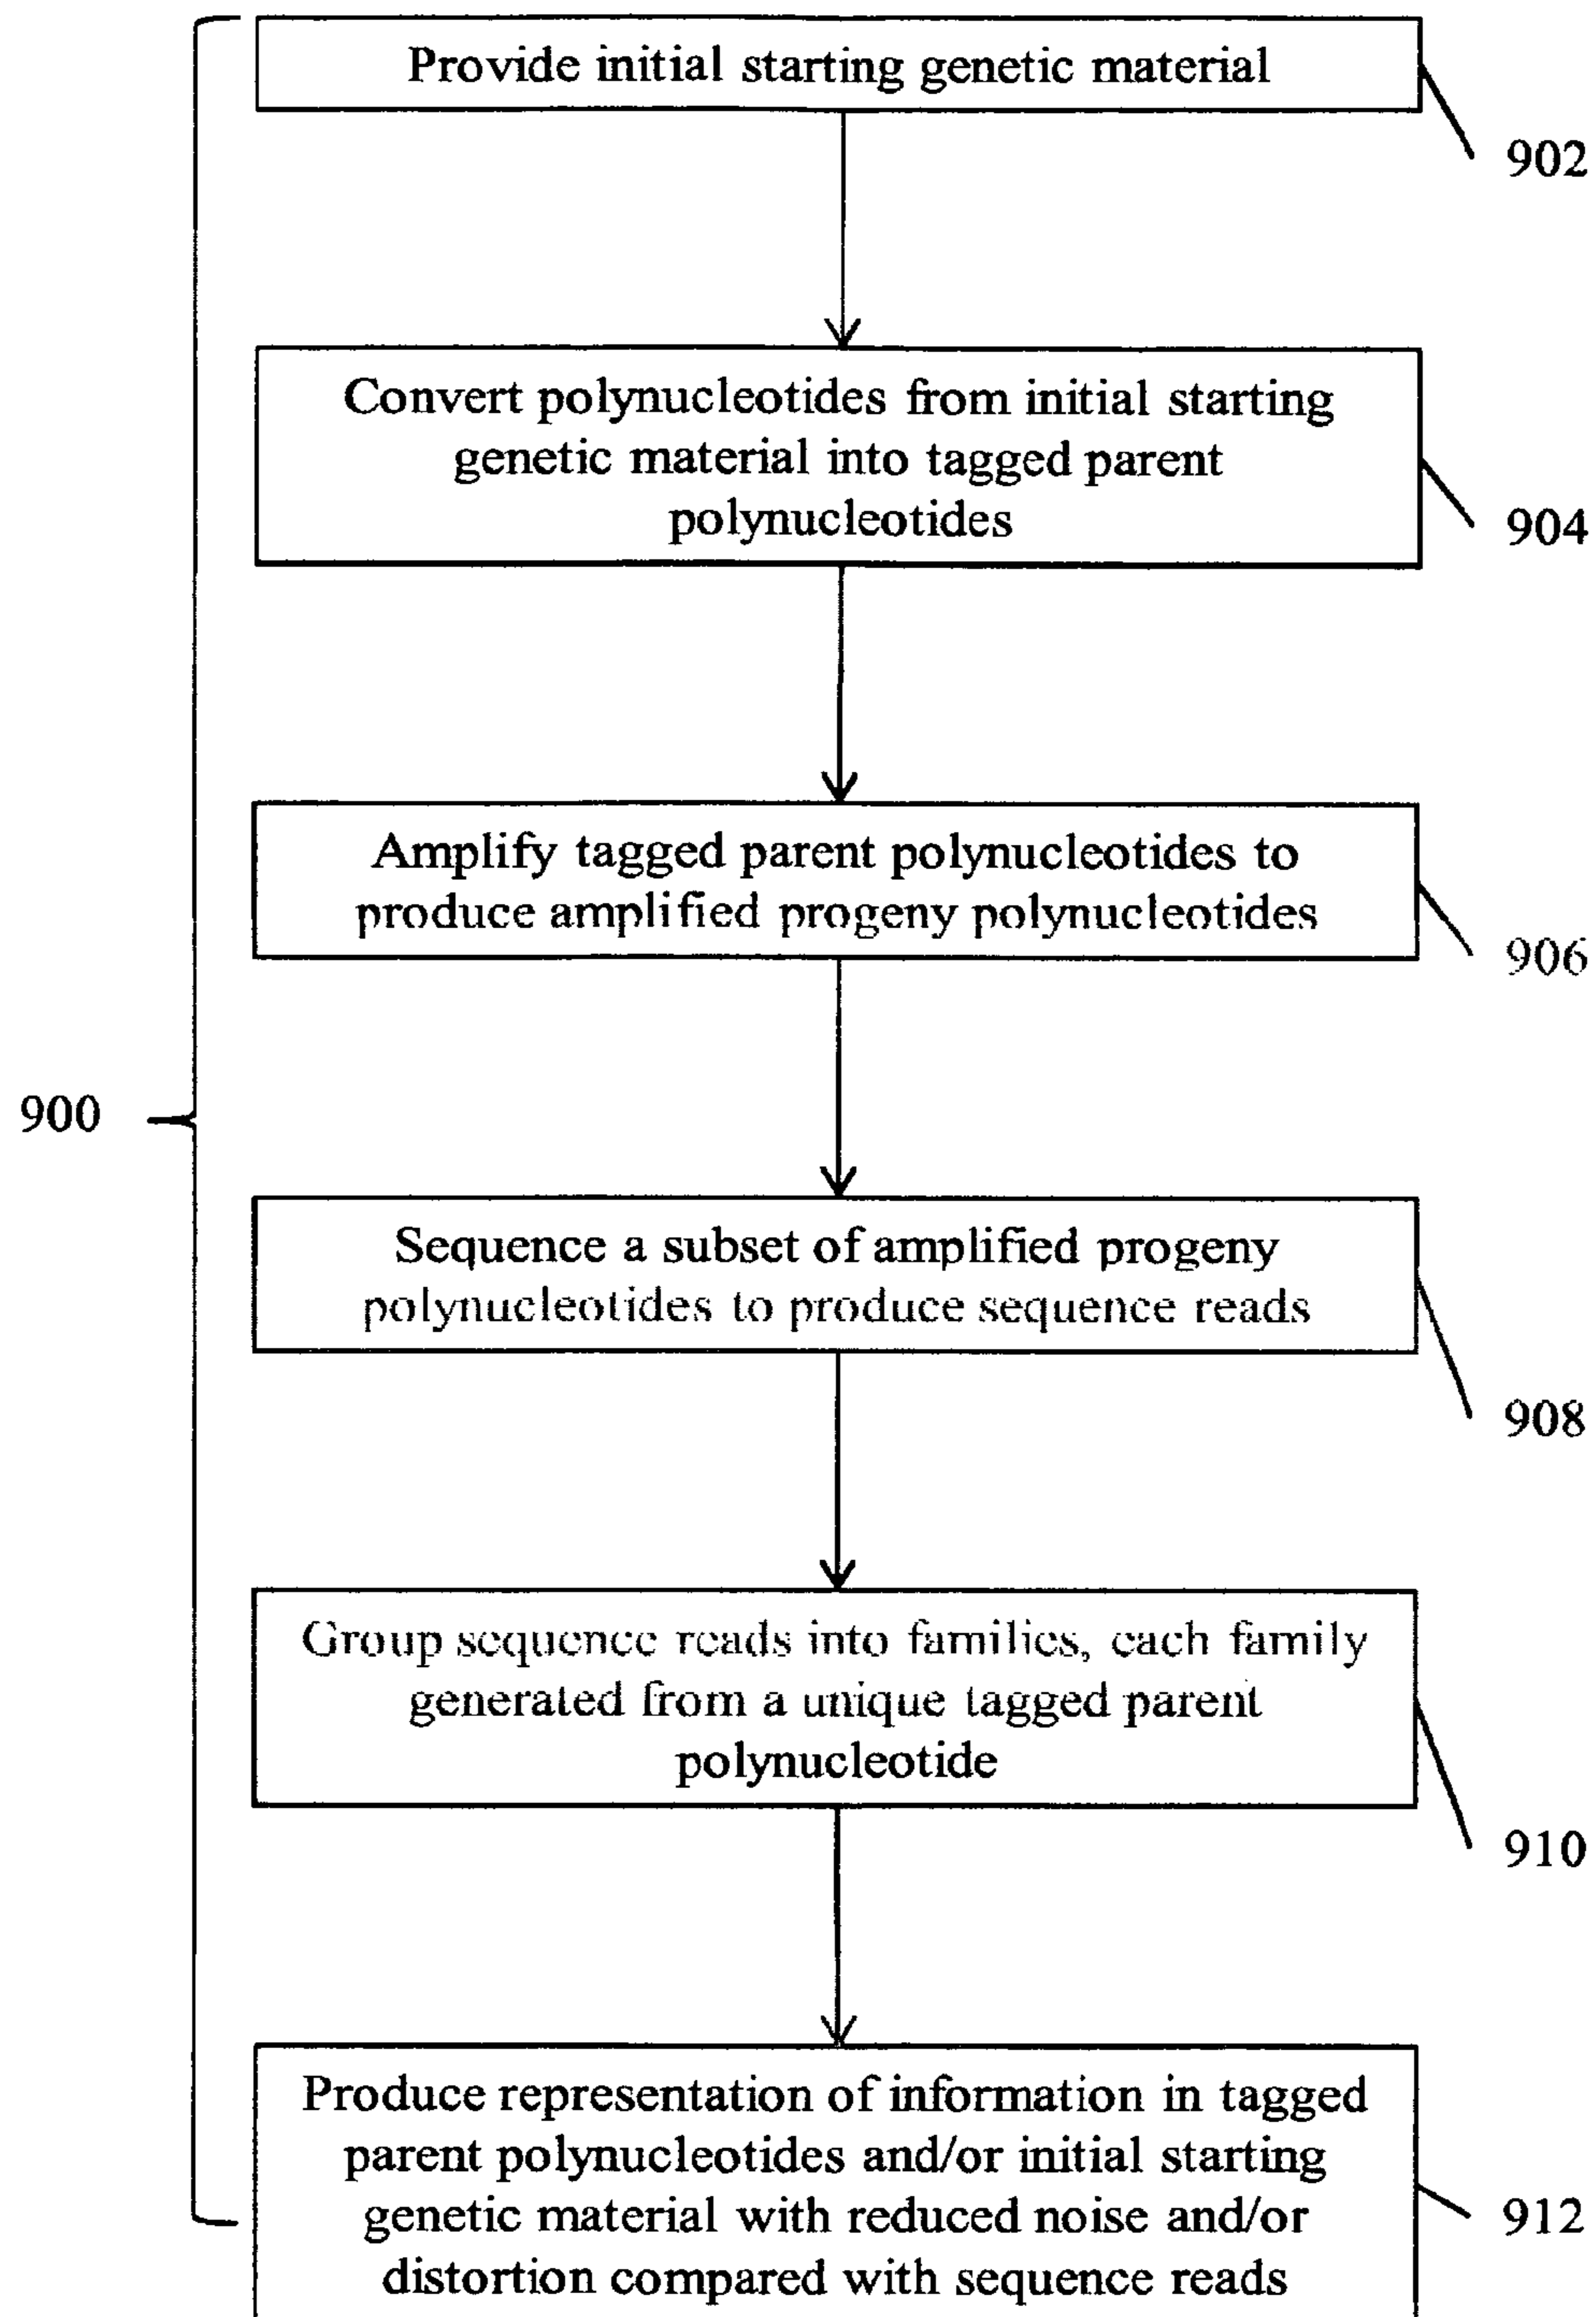 Provide initial starting genetic material
902
Convert polynucleotides from initial starting
genetic material into tagged parent
polynucleotides
904
Amplify tagged parent polynucleotides to
produce amplified progeny polynucleotides
906
900
Sequence a subset of amplified progeny
polynucleotides to produce sequence reads
908
Group sequence reads into families, each family
generated from a unique tagged parent
polynucleotide
910
Produce representation of information in tagged
parent polynucleotides and/or initial starting
genetic material with reduced noise and/or
distortion compared with sequence reads
912